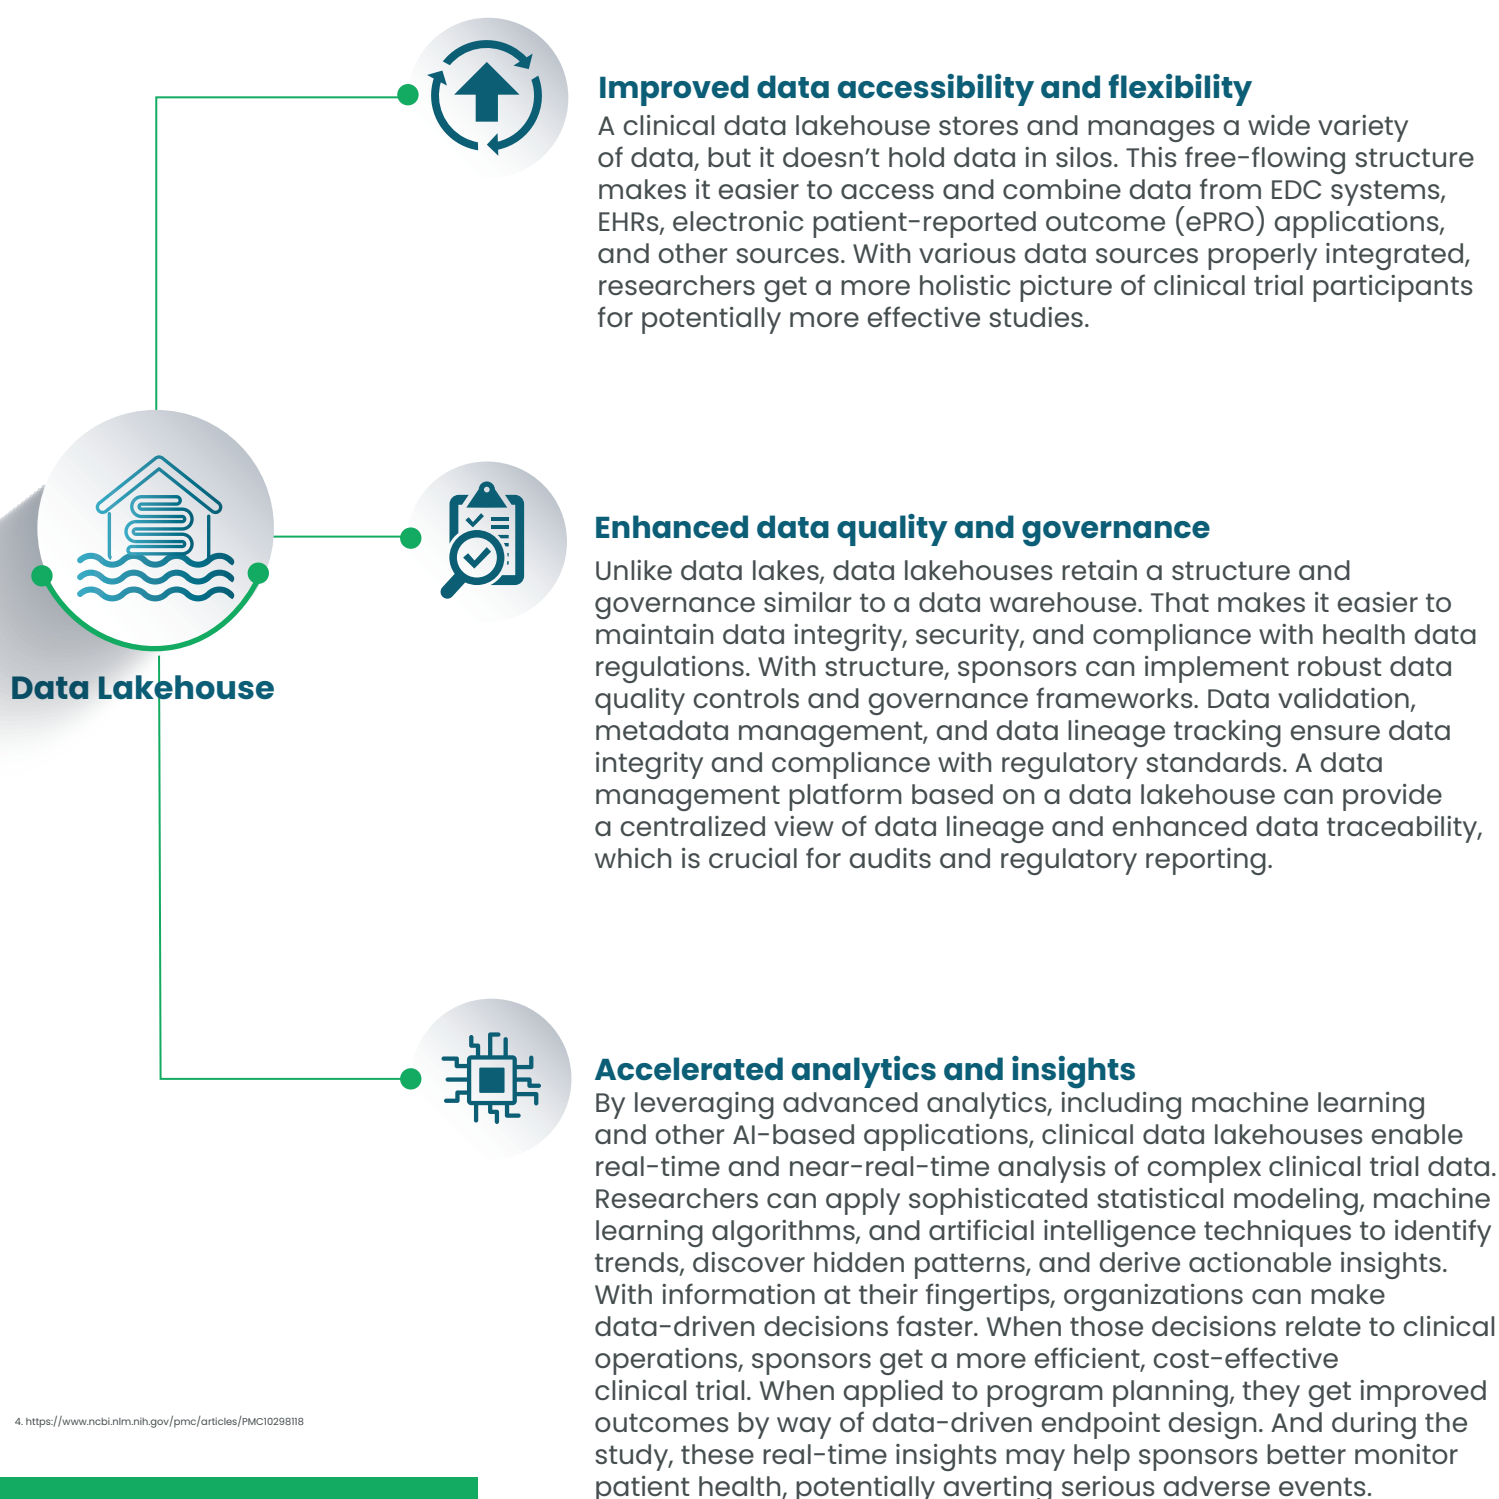 Improved data accessibility and flexibility
A clinical data lakehouse stores and manages a wide variety
of data, but it doesn’t hold data in silos. This free-flowing structure
makes it easier to access and combine data from EDC systems,
EHRs, electronic patient-reported outcome (ePRO) applications,
and other sources. With various data sources properly integrated,
researchers get a more holistic picture of clinical trial participants
for potentially more effective studies.
Data Lakehouse
Enhanced data quality and governance
Unlike data lakes, data lakehouses retain a structure and
governance similar to a data warehouse. That makes it easier to
maintain data integrity, security, and compliance with health data
regulations. With structure, sponsors can implement robust data
quality controls and governance frameworks. Data validation,
metadata management, and data lineage tracking ensure data
integrity and compliance with regulatory standards. A data
management platform based on a data lakehouse can provide
a centralized view of data lineage and enhanced data traceability,
which is crucial for audits and regulatory reporting.
Accelerated analytics and insights
By leveraging advanced analytics, including machine learning
and other AI-based applications, clinical data lakehouses enable
real-time and near-real-time analysis of complex clinical trial data.
Researchers can apply sophisticated statistical modeling, machine
learning algorithms, and artificial intelligence techniques to identify
trends, discover hidden patterns, and derive actionable insights.
With information at their fingertips, organizations can make
data-driven decisions faster. When those decisions relate to clinical
operations, sponsors get a more efficient, cost-effective
clinical trial. When applied to program planning, they get improved
outcomes by way of data-driven endpoint design. And during the
study, these real-time insights may help sponsors better monitor
patient health, potentially averting serious adverse events.
4. https://www.ncbi.nlm.nih.gov/pmc/articles/PMC10298118